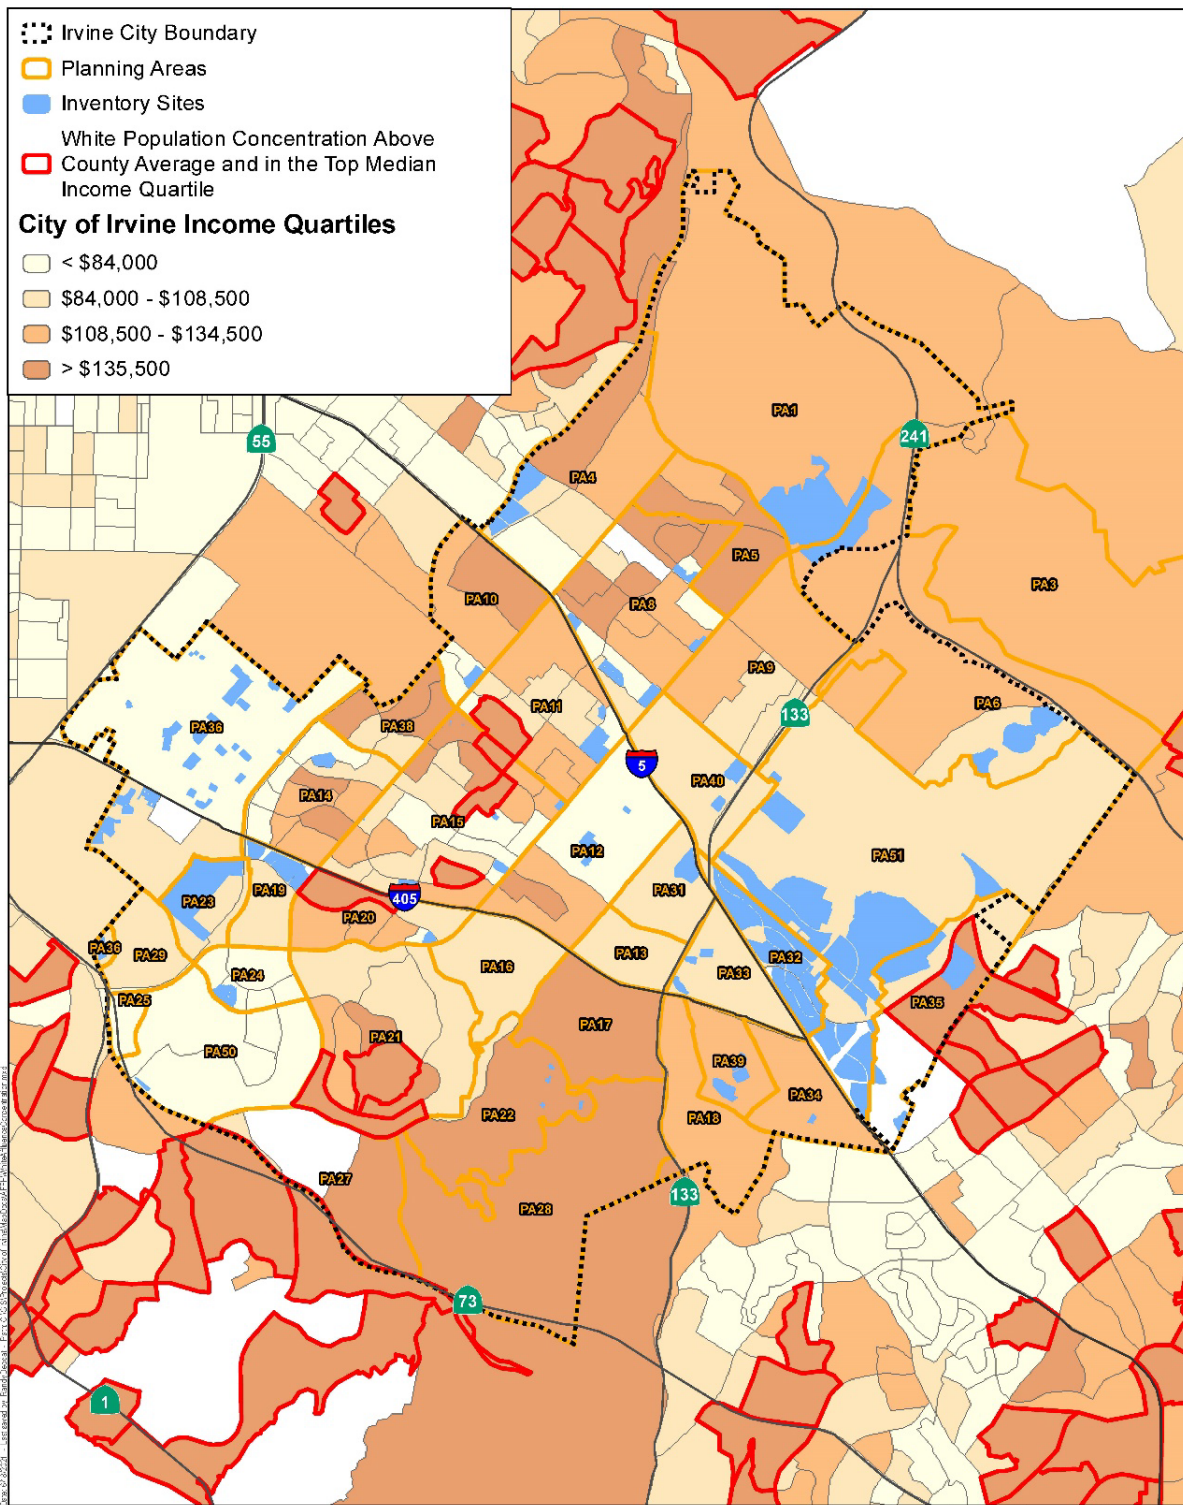 Irvine City Boundary
Planning Areas
Inventory Sites
White Population Concentration Above
County Average and in the Top Median
Income Quartile
City of Irvine Income Quartiles
< $84,000
$84,000 - $108,500
$108,500 - $134,500
> $135,500
55
241
PA1
PA4
PA5
PA3
PA10
PA8
PA9
PA6
PA36
PA38
PA11
133
5
PA40
PA14
PA15
PA12
PA51
PA31
PA23
PA19
405
PA20
PA36
PA29
PA24
PA16
PA13
PA33
PA32
PA25
PA35
PA17
PA21
PA50
PA39
PA34
PA22
PA18
PA27
133
PA28
73
1